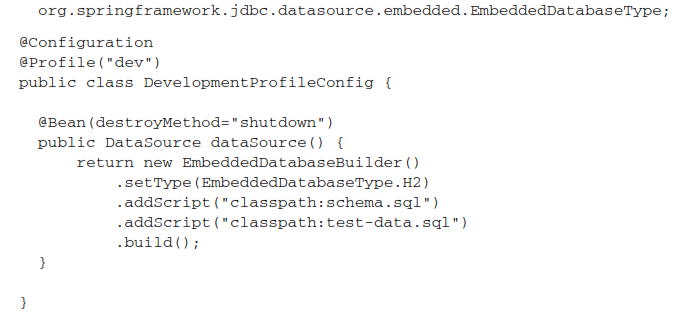 org.springframework.jdbc.datasource.embedded.EmbeddedDatabaseType;
@Configuration
@Profile("dev")
public class DevelopmentProfileConfig {
@Bean(destroyMethod="shutdown")
public DataSource dataSource() {
return new EmbeddedDatabaseBuilder()
.setType(EmbeddedDatabaseType.H2)
.addScript("classpath:schema.sql")
.addScript("classpath:test-data.sql")
.build();
}
}